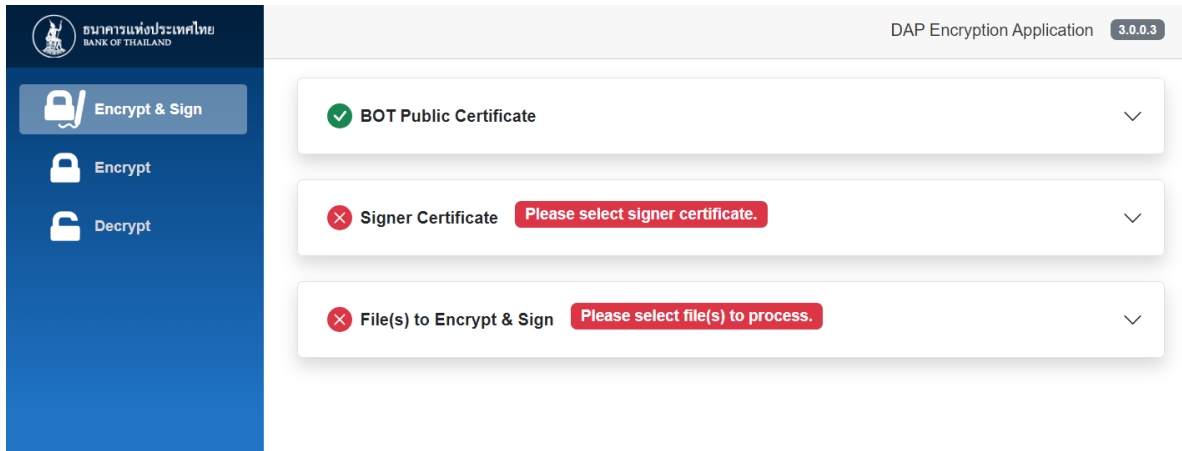 ธนาคารแห่งประเทศไทย
BANK OF THAILAND
DAP Encryption Application 3.0.0.3
Encrypt & Sign
Encrypt
Decrypt
BOT Public Certificate
Signer Certificate Please select signer certificate.
File(s) to Encrypt & Sign Please select file(s) to process.